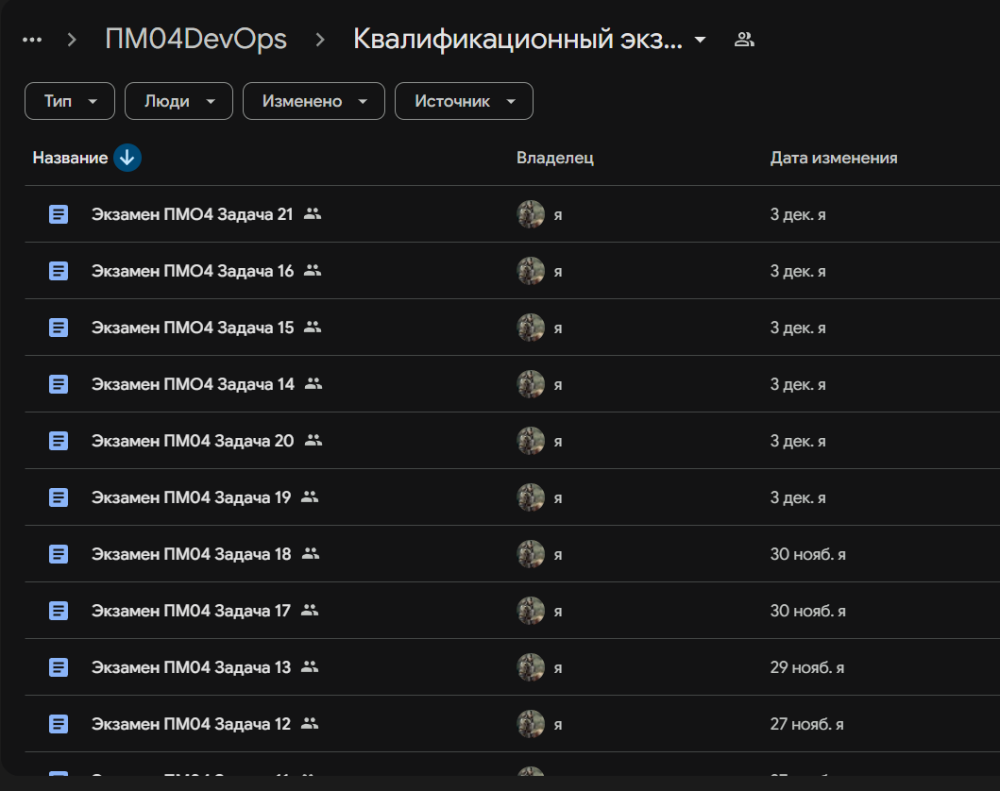 ... > ПМ04DevOps > Квалификационный экз...
Тип Люди Изменено Источник
Название Владелец Дата изменения
Экзамен ПМО4 Задача 21 я 3 дек. я
Экзамен ПМО4 Задача 16 я 3 дек. я
Экзамен ПМО4 Задача 15 я 3 дек. я
Экзамен ПМО4 Задача 14 я 3 дек. я
Экзамен ПМ04 Задача 20 я 3 дек. я
Экзамен ПМ04 Задача 19 я 3 дек. я
Экзамен ПМ04 Задача 18 я 30 нояб. я
Экзамен ПМ04 Задача 17 я 30 нояб. я
Экзамен ПМ04 Задача 13 я 29 нояб. я
Экзамен ПМ04 Задача 12 я 27 нояб. я